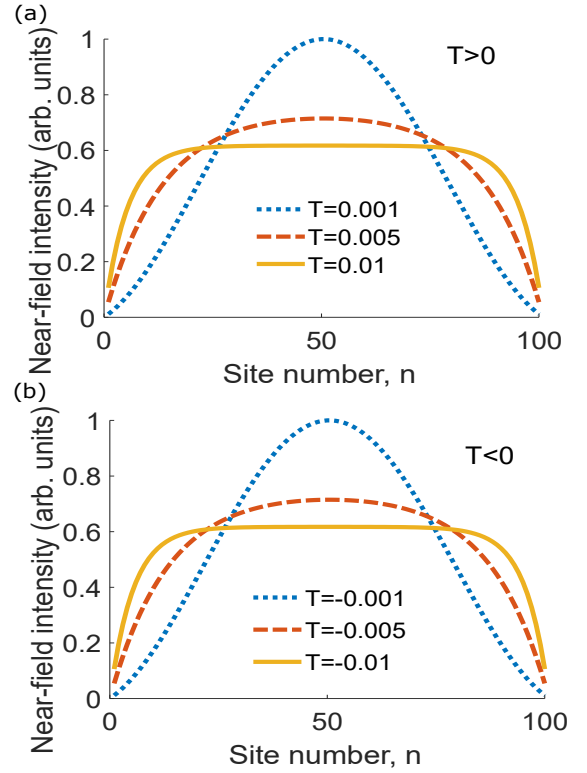 (a)
Near-field intensity (arb. units)
1
0.8
0.6
0.4
0.2
0
T>0
T=0.001
T=0.005
T=0.01
0
50
100
Site number, n
(b)
Near-field intensity (arb. units)
1
0.8
0.6
0.4
0.2
0
T<0
T=-0.001
T=-0.005
T=-0.01
0
50
100
Site number, n